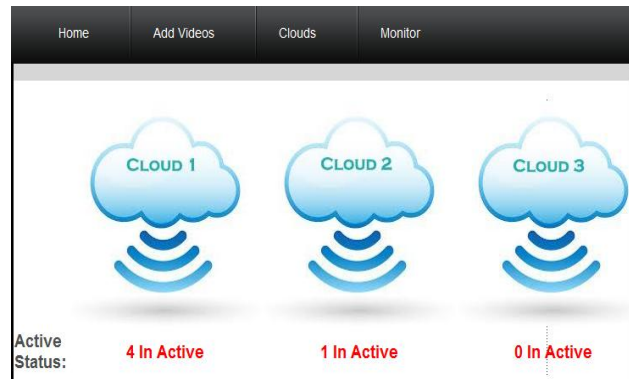 Home Add Videos Clouds Monitor
CLOUD 1 CLOUD 2 CLOUD 3
Active
Status: 4 In Active 1 In Active 0 In Active